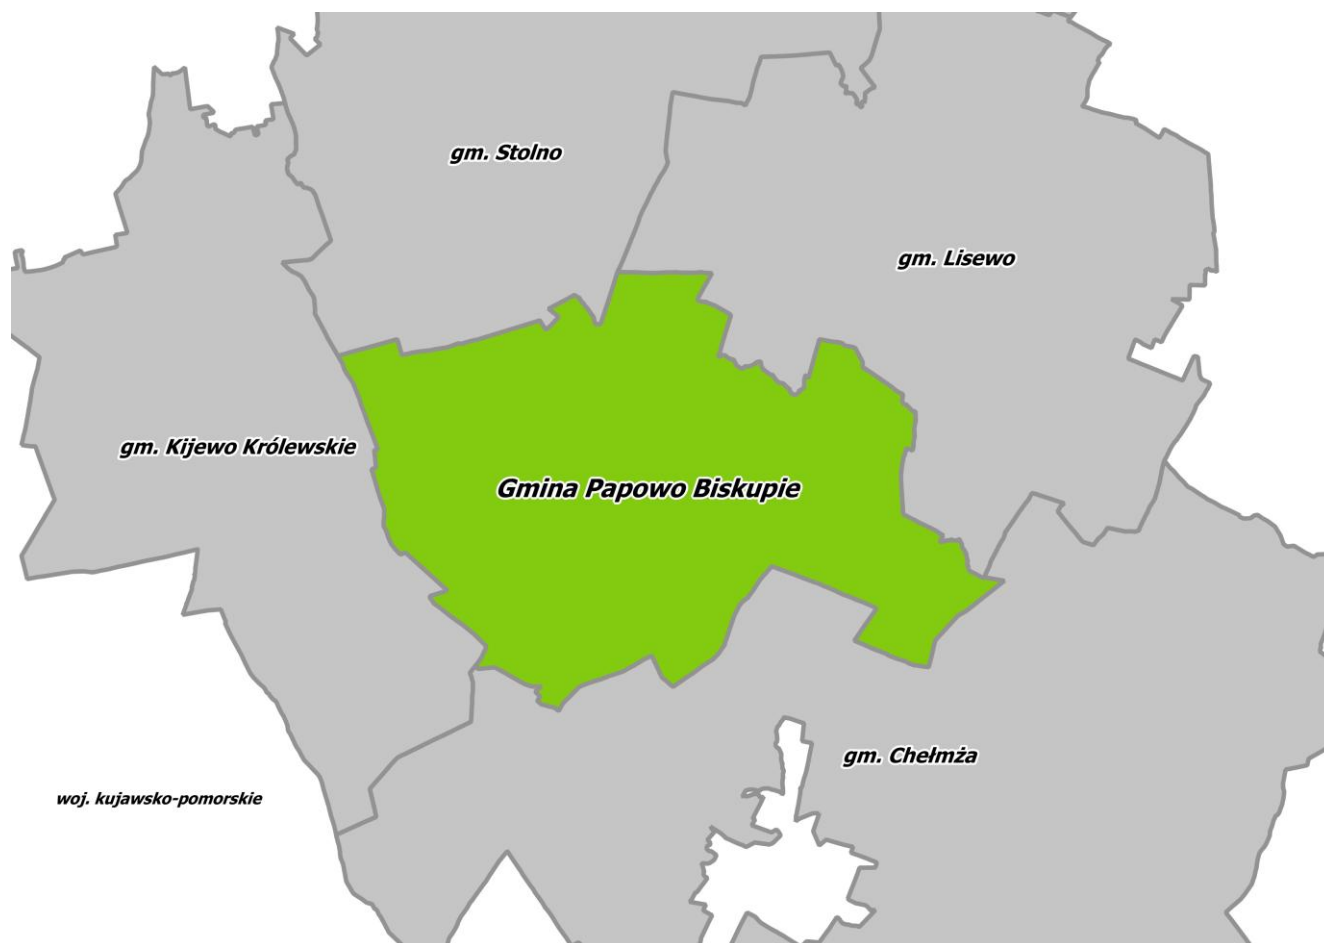 gm. Stolno
gm. Lisewo
gm. Kijewo Królewskie
Gmina Papowo Biskupie
gm. Chełmża
woj. kujawsko-pomorskie